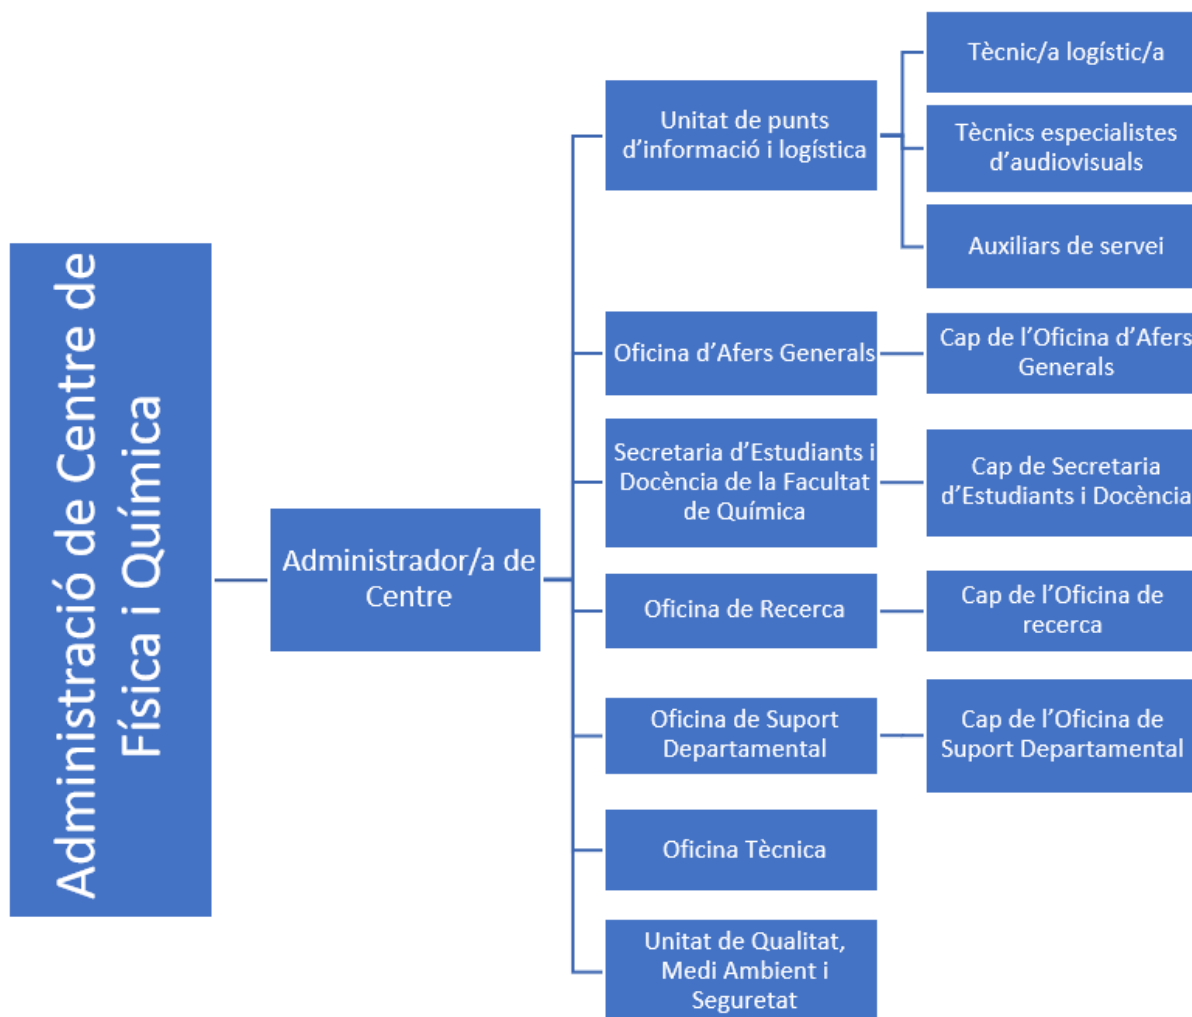 Administració de Centre de
Física i Química
Administrador/a de
Centre
Unitat de punts
d’informació i logística
Tècnic/a logístic/a
Tècnics especialistes
d’audiovisuals
Auxiliars de servei
Oficina d’Afers Generals
Cap de l’Oficina d’Afers
Generals
Secretaria d’Estudiants i
Docència de la Facultat
de Química
Cap de Secretaria
d’Estudiants i Docència
Oficina de Recerca
Cap de l’Oficina de
recerca
Oficina de Suport
Departamental
Cap de l’Oficina de
Suport Departamental
Oficina Tècnica
Unitat de Qualitat,
Medi Ambient i
Seguretat